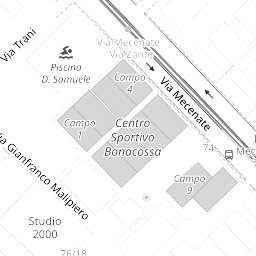 Via Trani
Via Mecenate
Via Zante
Piscina
D. Samuele
Campo
4
Via Mecenate
Campo
1
Centro
Sportivo
Bonacossa
74
Mec
Via Gianfranco Malipiero
Campo
9
Studio
2000
76/18